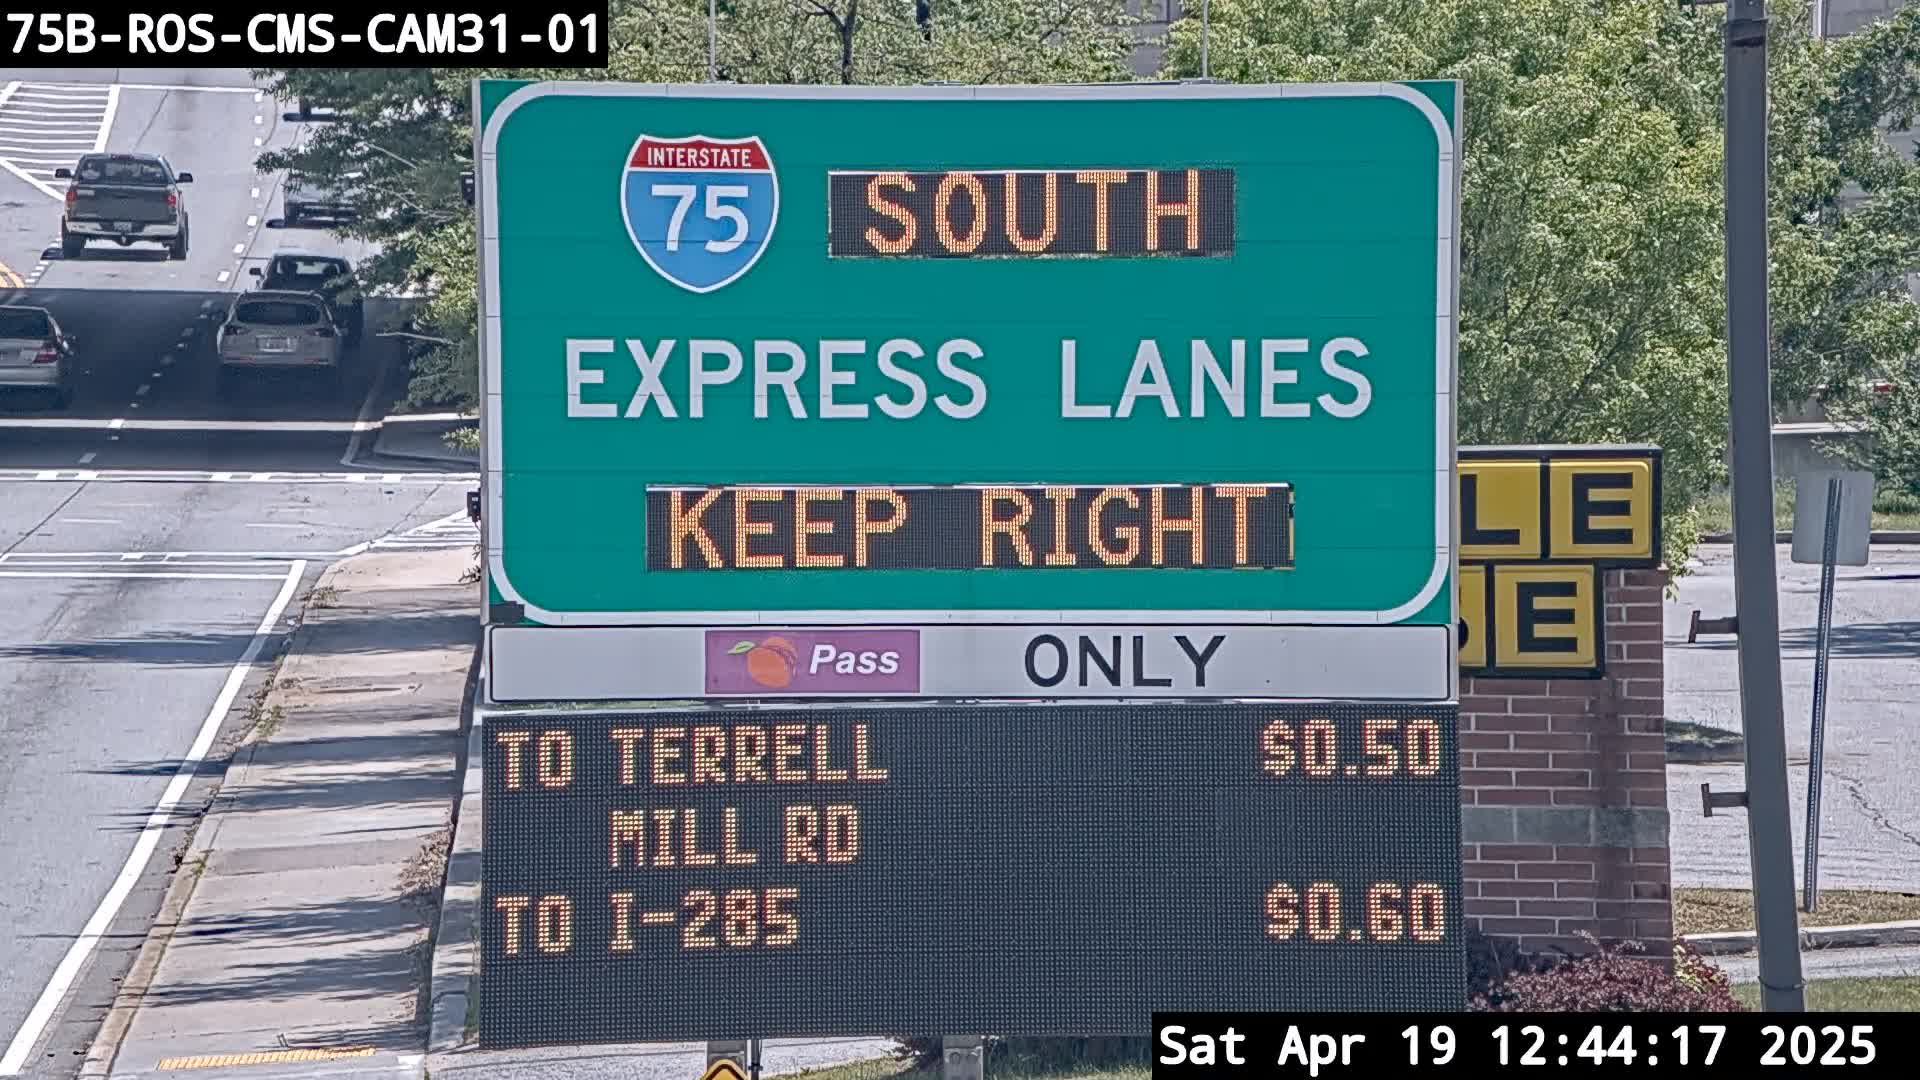 75B-ROS-CMS-CAM31-01
INTERSTATE
75
SOUTH
EXPRESS LANES
KEEP RIGHT
Pass ONLY
LE
E
TO TERRELL $0.50
MILL RD
TO I-285 $0.60
Sat Apr 19 12:44:17 2025